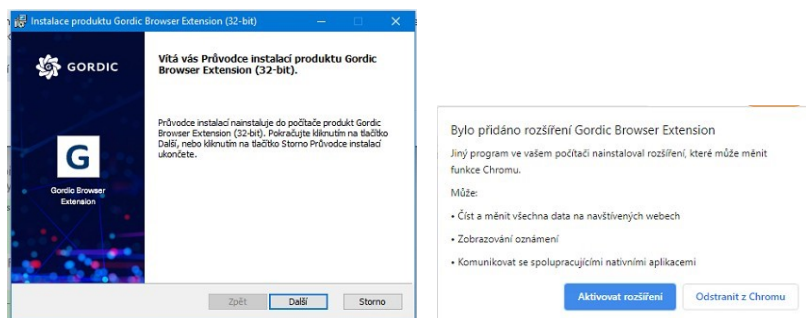 Instalace produktu Gordic Browser Extension (32-bit)
GORDIC
Vítá vás Průvodce instalací produktu Gordic
Browser Extension (32-bit).
Průvodce instalací nainstaluje do počítače produkt Gordic
Browser Extension (32-bit). Pokračujte kliknutím na tlačítko
Další, nebo kliknutím na tlačítko Storno Průvodce instalací
ukončete.
G
Gordic Browser
Extension
Zpět
Další
Storno
Bylo přidáno rozšíření Gordic Browser Extension
Jiný program ve vašem počítači nainstaloval rozšíření, které může měnit
funkce Chromu.
Může:
• Číst a měnit všechna data na navštívených webech
• Zobrazování oznámení
• Komunikovat se spolupracujícími nativními aplikacemi
Aktivovat rozšíření
Odstranit z Chromu